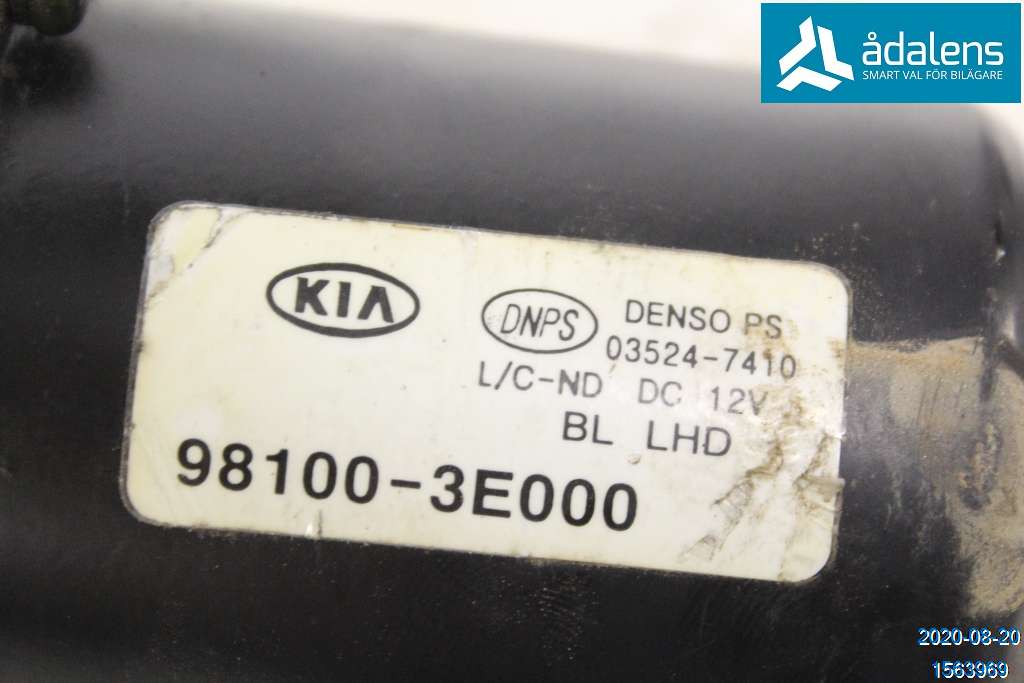 ådalens
SMART VAL FÖR BILÄGARE
KIA
DNPS
DENSO PS
03524-7410
L/C-ND DC 12V
BL LHD
98100-3E000
2020-08-20
1563969